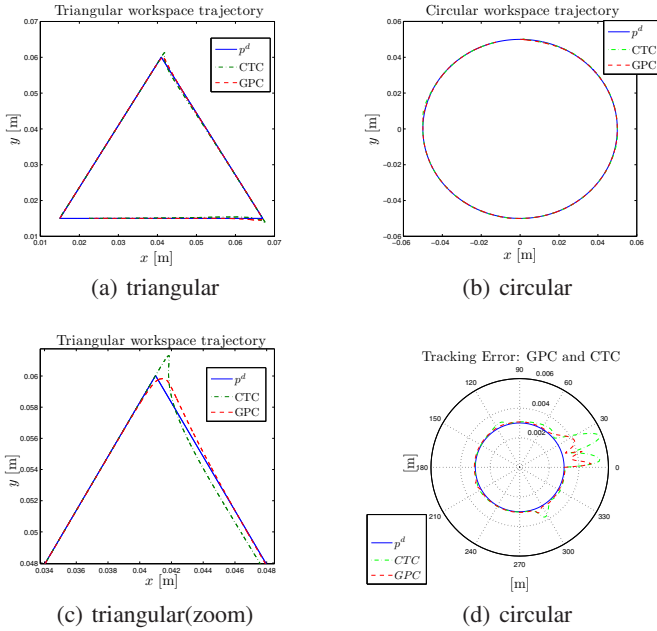 Triangular workspace trajectory
0.07
0.06
0.05
0.04
0.03
0.02
0.01
y [m]
p^d
CTC
GPC
0.01 0.02 0.03 0.04 0.05 0.06 0.07
x [m]
(a) triangular
Circular workspace trajectory
0.06
0.04
0.02
0
−0.02
−0.04
−0.06
y [m]
p^d
CTC
GPC
−0.06 −0.04 −0.02 0 0.02 0.04 0.06
x [m]
(b) circular
Triangular workspace trajectory
0.06
0.058
0.056
0.054
0.052
0.05
0.048
y [m]
p^d
CTC
GPC
0.034 0.036 0.038 0.04 0.042 0.044 0.046 0.048
x [m]
(c) triangular(zoom)
Tracking Error: GPC and CTC
90
0.006
120
60
0.004
150
30
0.002
[m]
180
0
210
330
240
300
270
p^d
CTC
GPC
[m]
(d) circular